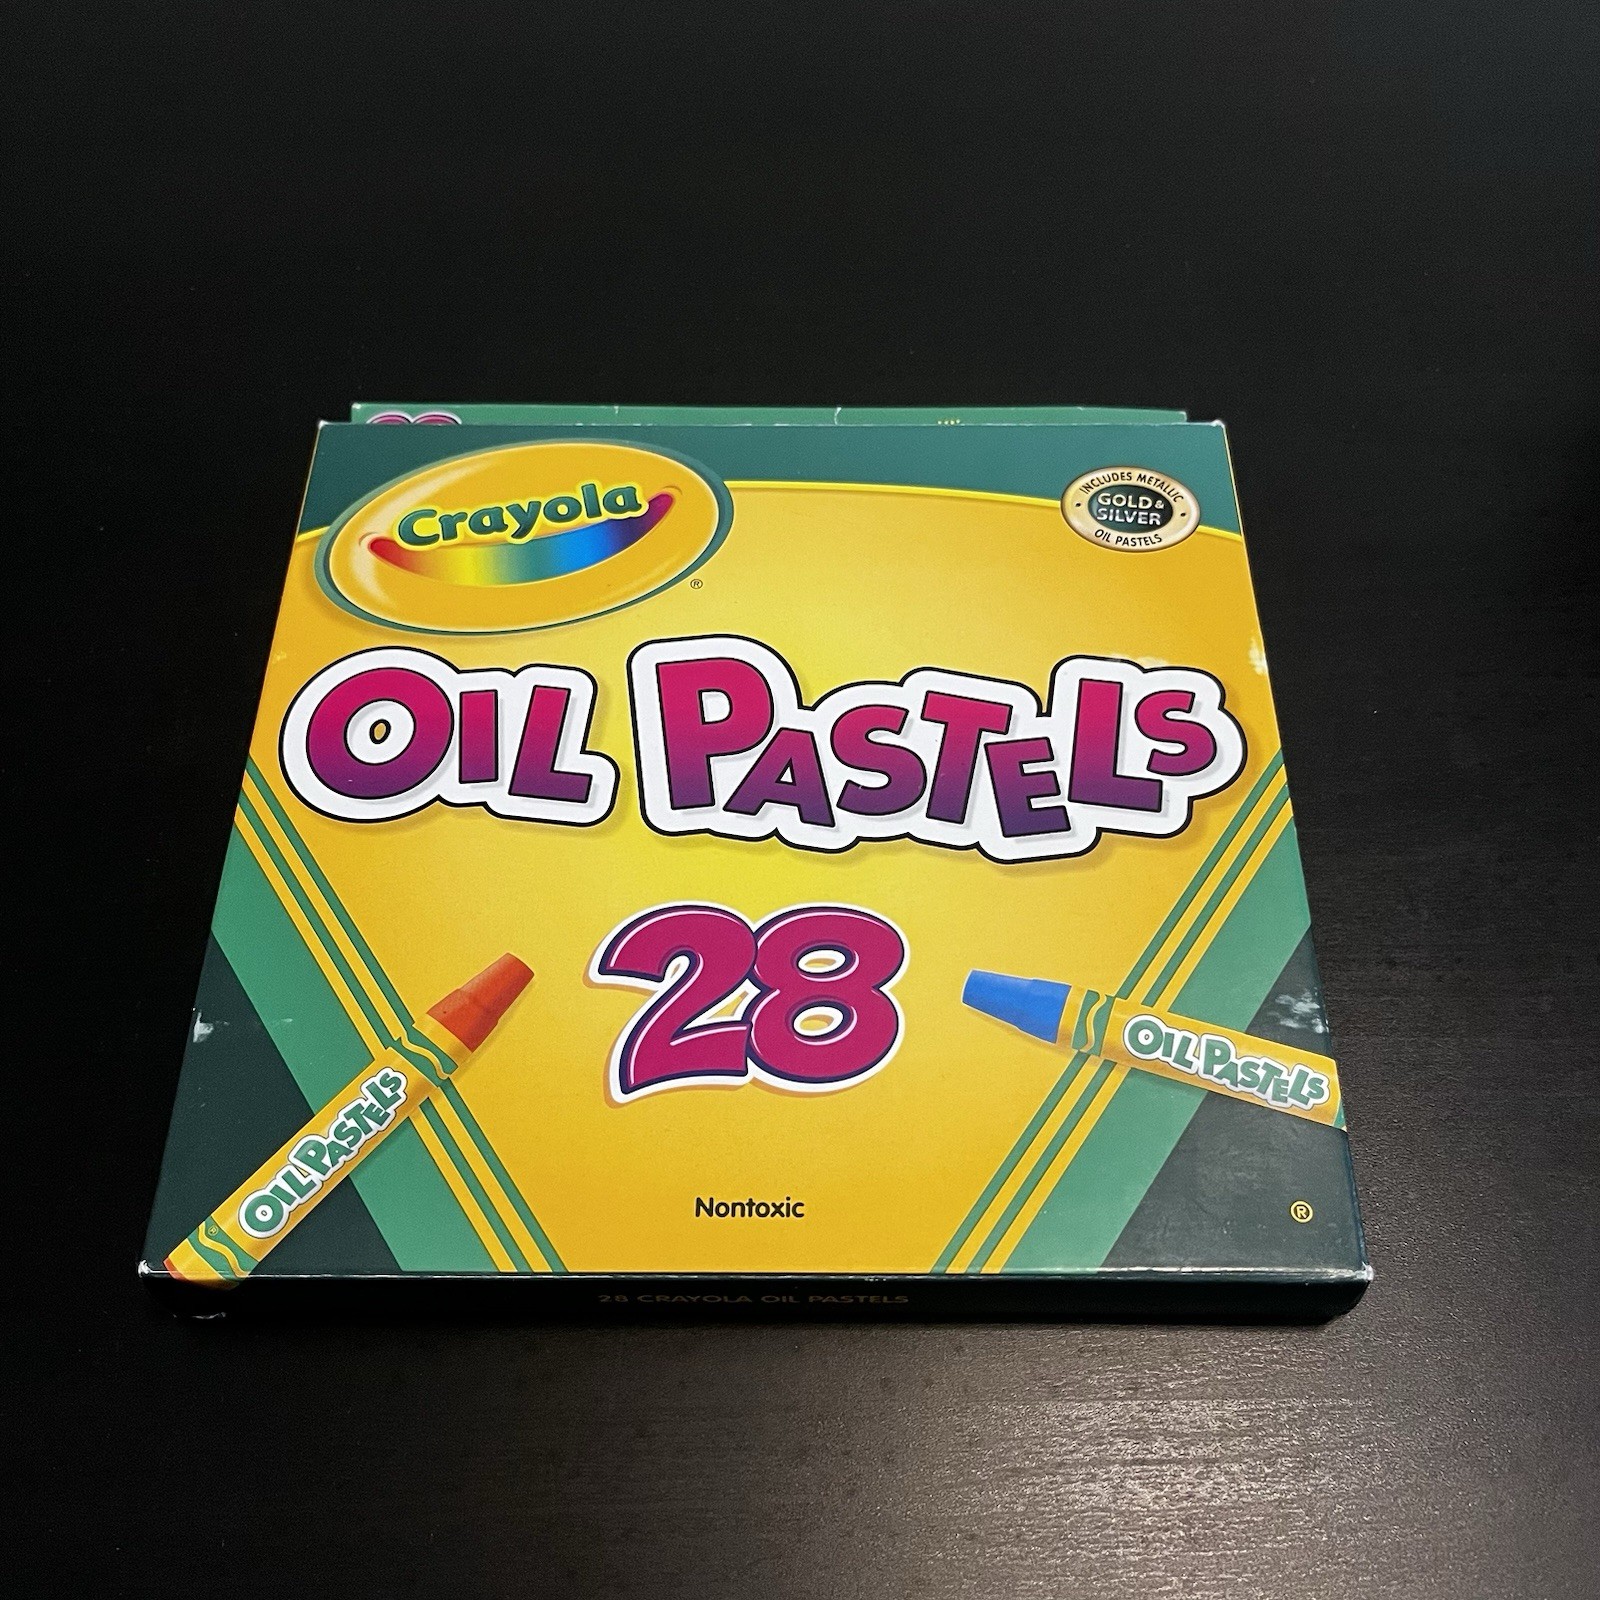 Crayola
®
INCLUDES METALLIC
GOLD &
SILVER
OIL PASTELS
OIL PASTELS
28
OIL PASTELS
OIL PASTELS
Nontoxic
®
28 CRAYOLA OIL PASTELS